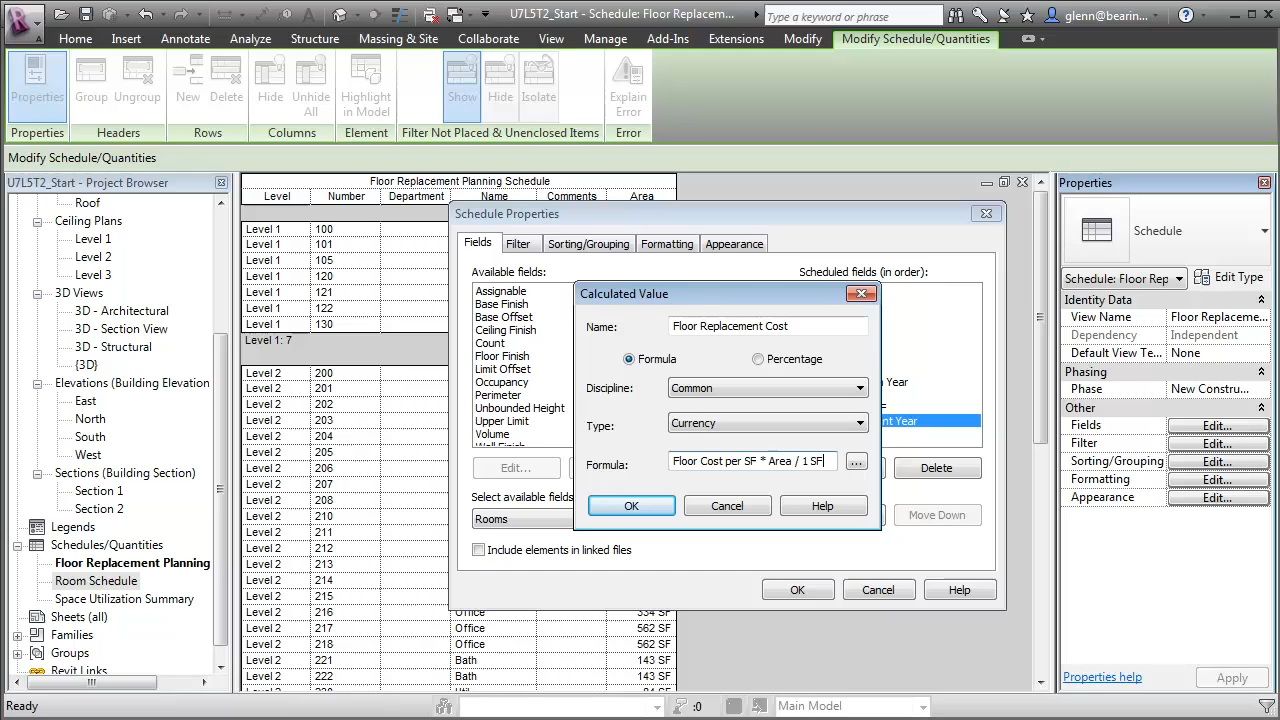 U7L5T2_Start - Schedule: Floor Replacem...
Type a keyword or phrase
glenn@bearin...
Home Insert Annotate Analyze Structure Massing & Site Collaborate View Manage Add-Ins Extensions Modify Modify Schedule/Quantities
Properties Group Ungroup New Delete Hide Unhide All Highlight in Model Show Hide Isolate Explain Error
Properties Headers Rows Columns Element Filter Not Placed & Unenclosed Items Error
Modify Schedule/Quantities
U7L5T2_Start - Project Browser
Roof
Ceiling Plans
Level 1
Level 2
Level 3
3D Views
3D - Architectural
3D - Section View
3D - Structural
{3D}
Elevations (Building Elevation
East
North
South
West
Sections (Building Section)
Section 1
Section 2
Legends
Schedules/Quantities
Floor Replacement Planning
Room Schedule
Space Utilization Summary
Sheets (all)
Families
Groups
Revit Links
Floor Replacement Planning Schedule
Level Number Department Name Comments Area
Level 1 100
Level 1 101
Level 1 105
Level 1 120
Level 1 121
Level 1 122
Level 1 130
Level 1: 7
Level 2 200
Level 2 201
Level 2 202
Level 2 203
Level 2 204
Level 2 205
Level 2 206
Level 2 207
Level 2 208
Level 2 210
Level 2 211
Level 2 212
Level 2 213
Level 2 214
Level 2 215
Level 2 216 Office 334 SF
Level 2 217 Office 562 SF
Level 2 218 Office 562 SF
Level 2 221 Bath 143 SF
Level 2 222 Bath 143 SF
Schedule Properties
Fields Filter Sorting/Grouping Formatting Appearance
Available fields:
Scheduled fields (in order):
Assignable
Base Finish
Base Offset
Ceiling Finish
Count
Floor Finish
Limit Offset
Occupancy
Perimeter
Unbounded Height
Upper Limit
Volume
n Year
nt Year
Edit...
Delete
Select available fields
Rooms
Move Down
Include elements in linked files
OK Cancel Help
Calculated Value
Name: Floor Replacement Cost
Formula Percentage
Discipline: Common
Type: Currency
Formula: Floor Cost per SF * Area / 1 SF ...
OK Cancel Help
Properties
Schedule
Schedule: Floor Rep Edit Type
Identity Data
View Name Floor Replaceme...
Dependency Independent
Default View Te... None
Phasing
Phase New Constru...
Other
Fields Edit...
Filter Edit...
Sorting/Grouping Edit...
Formatting Edit...
Appearance Edit...
Properties help
Apply
Ready
:0
Main Model